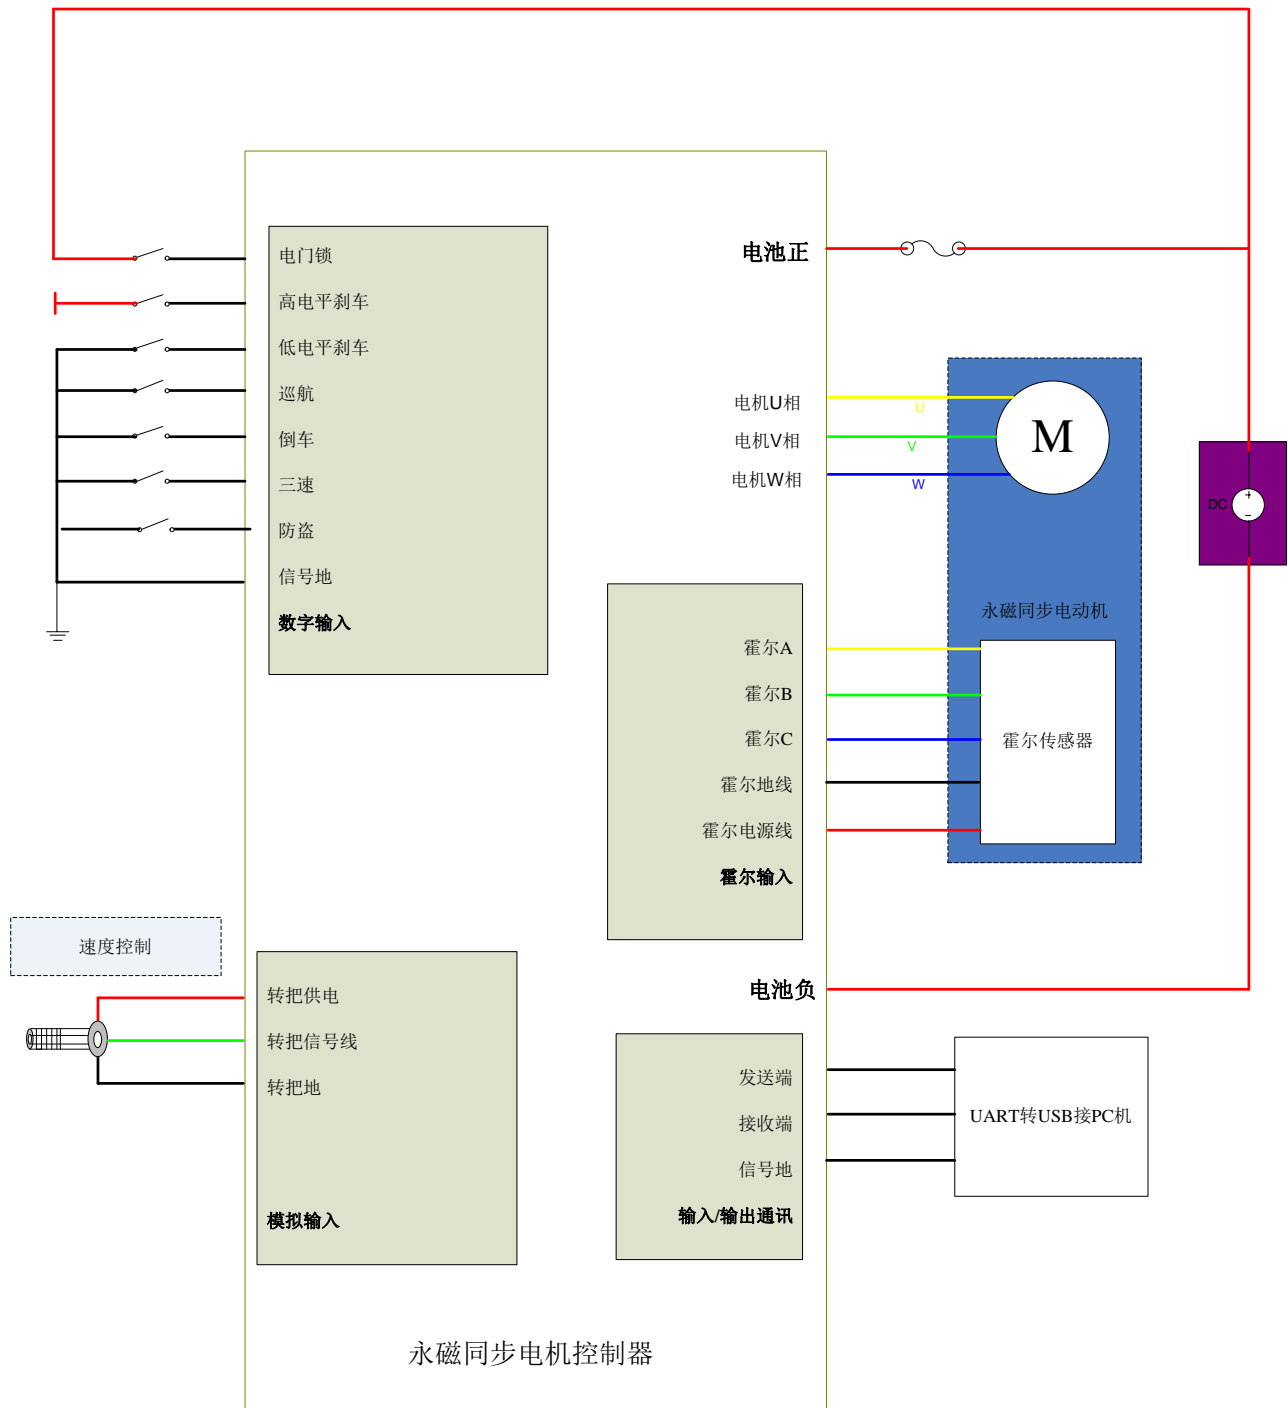 电门锁
高电平刹车
低电平刹车
巡航
倒车
三速
防盗
信号地
数字输入
电池正
电机U相
电机V相
电机W相
U
V
W
M
DC
+
-
永磁同步电动机
霍尔A
霍尔B
霍尔C
霍尔地线
霍尔电源线
霍尔输入
霍尔传感器
速度控制
转把供电
转把信号线
转把地
模拟输入
电池负
发送端
接收端
信号地
输入/输出通讯
UART转USB接PC机
永磁同步电机控制器